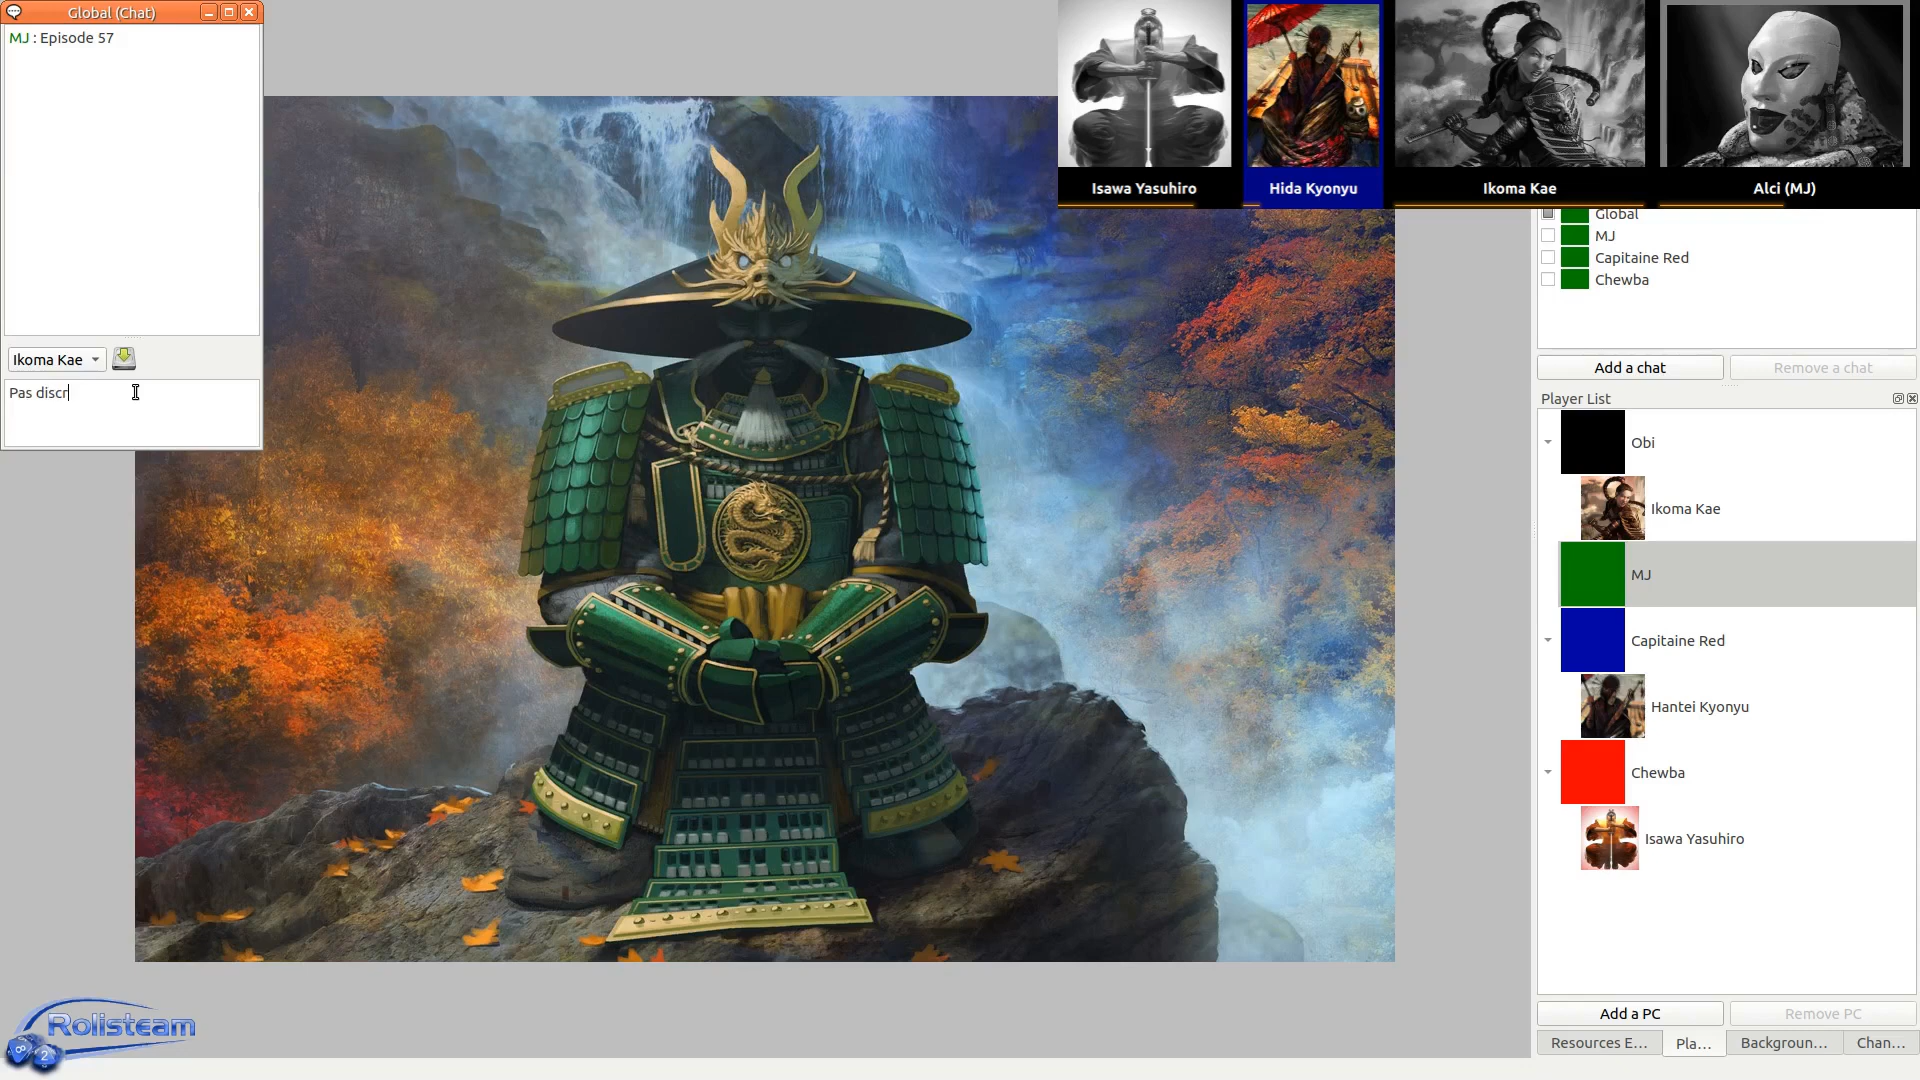 Global (Chat)
MJ : Episode 57
Ikoma Kae
Pas discr
Isawa Yasuhiro
Hida Kyonyu
Ikoma Kae
Alci (MJ)
Global
MJ
Capitaine Red
Chewba
Add a chat
Remove a chat
Player List
Obi
Ikoma Kae
MJ
Capitaine Red
Hantei Kyonyu
Chewba
Isawa Yasuhiro
Add a PC
Remove PC
Resources E...
Pla...
Backgroun...
Chan...
Rolisteam
8
2